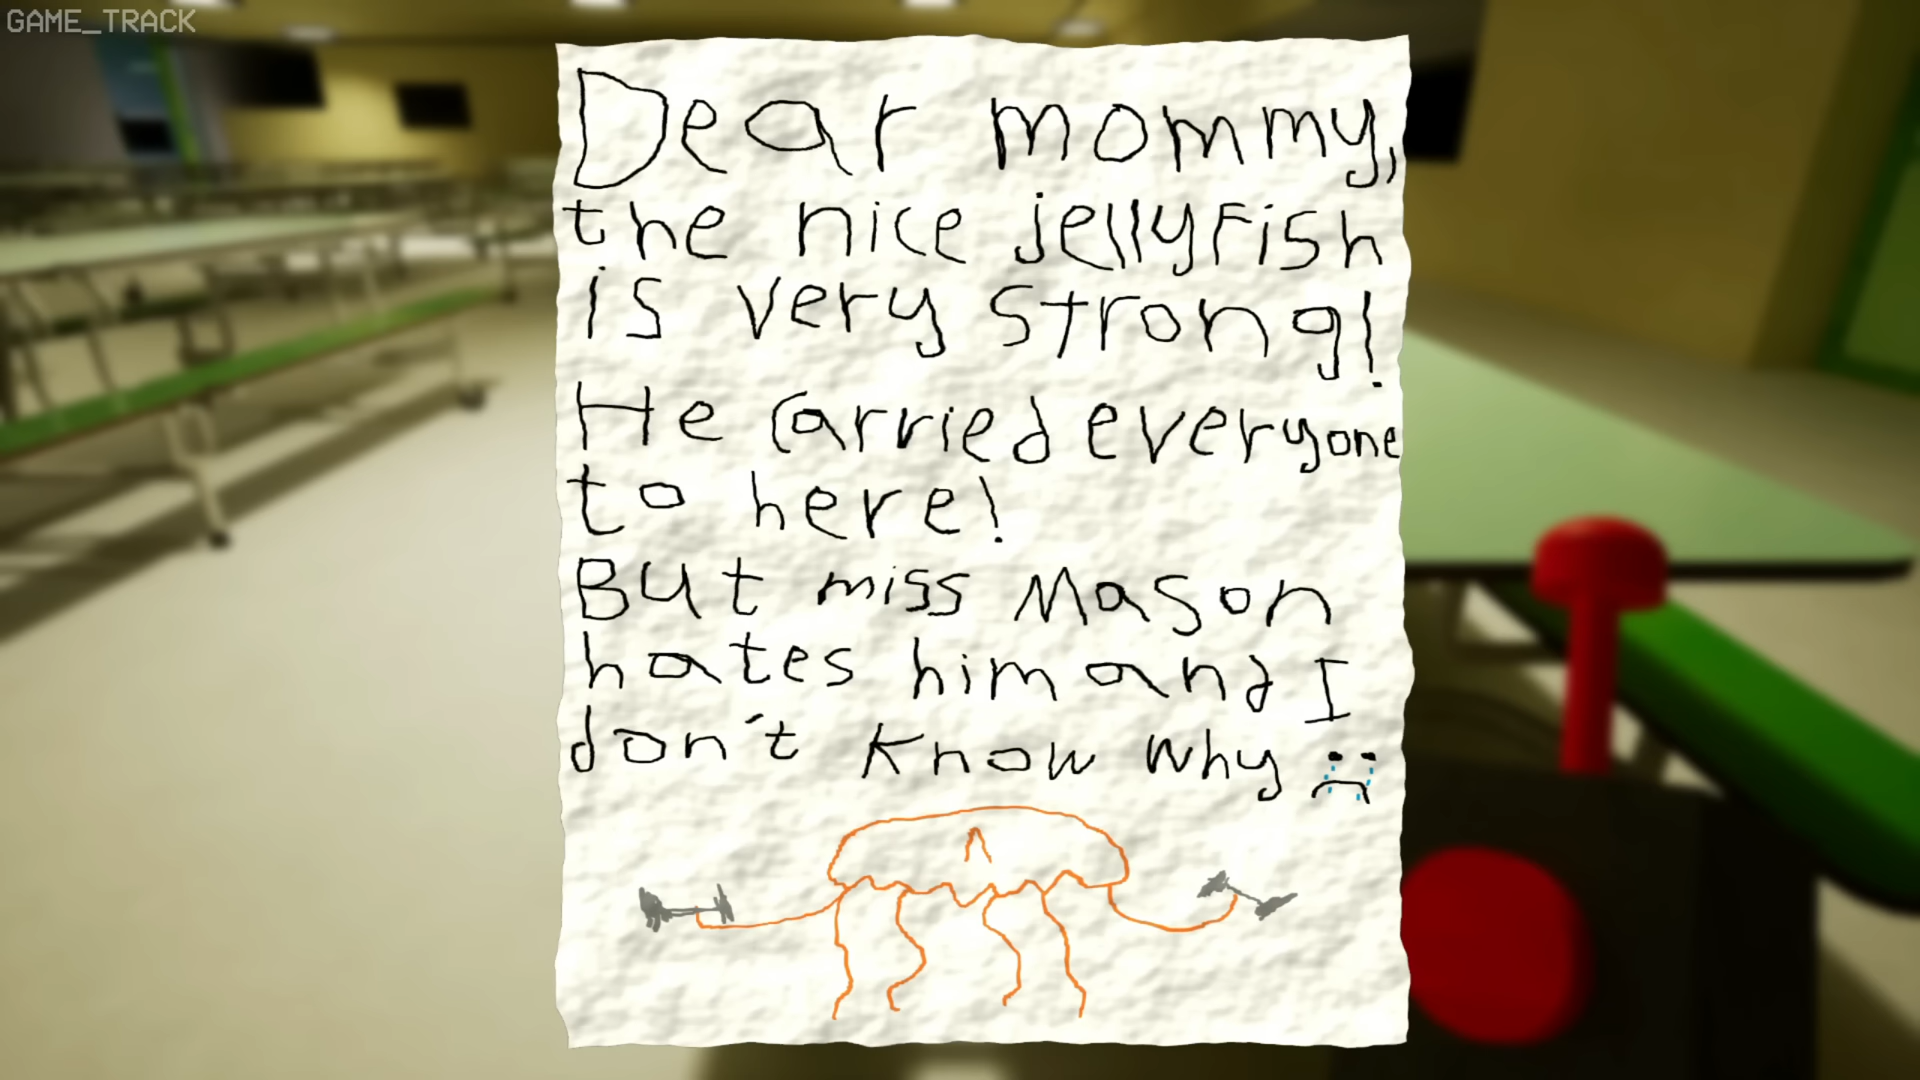 GAME_TRACK
Dear mommy,
the nice jellyfish
is very strong!
He carried everyone
to here!
But miss Mason
hates him and I
don't know why